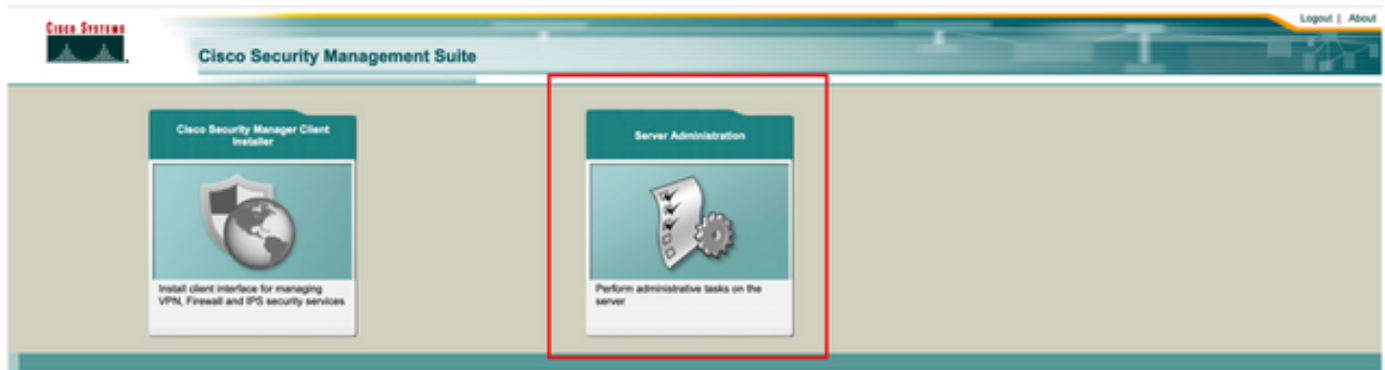 Logout | About
CISCO SYSTEMS
Cisco Security Management Suite
Cisco Security Manager Client
Installer
Install client interface for managing
VPN, Firewall and IPS security services
Server Administration
Perform administrative tasks on the
server